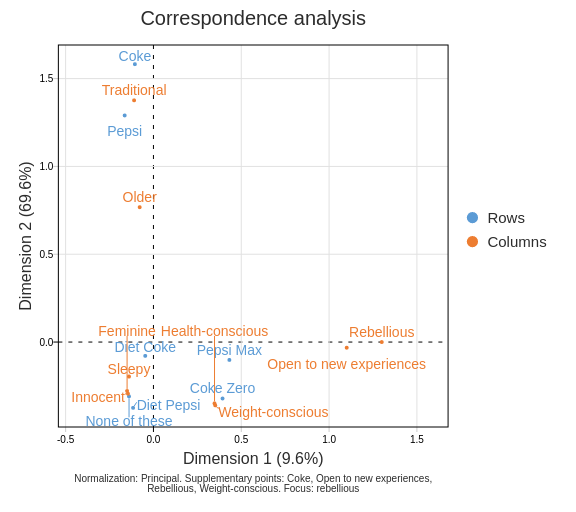 Correspondence analysis
Coke
Traditional
Pepsi
Older
Feminine
Health-conscious
Rebellious
Diet Coke
Pepsi Max
Open to new experiences
Sleepy
Coke Zero
Innocent
Diet Pepsi
Weight-conscious
None of these
1.5
1.0
0.5
0.0
-0.5
0.0
0.5
1.0
1.5
Dimension 2 (69.6%)
Dimension 1 (9.6%)
Rows
Columns
Normalization: Principal. Supplementary points: Coke, Open to new experiences,
Rebellious, Weight-conscious. Focus: rebellious